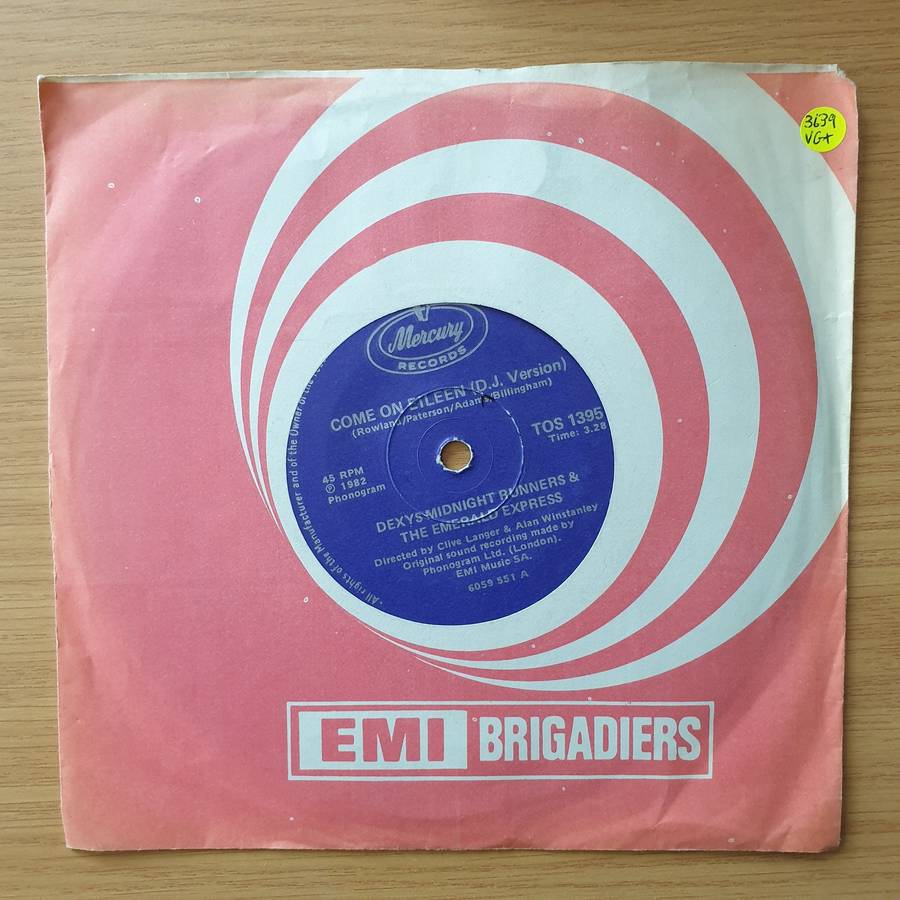 3639
VG+
Mercury
RECORDS
COME ON EILEEN (D.J. Version)
(Rowland/Paterson/Adams/Billingham)
TOS 1395
Time: 3.28
45 RPM
℗ 1982
Phonogram
DEXYS MIDNIGHT RUNNERS &
THE EMERALD EXPRESS
Directed by Clive Langer & Alan Winstanley
Original sound recording made by
Phonogram Ltd. (London).
EMI Music SA.
6059 551 A
• All rights of the Manufacturer and of the Owner of the
EMI BRIGADIERS